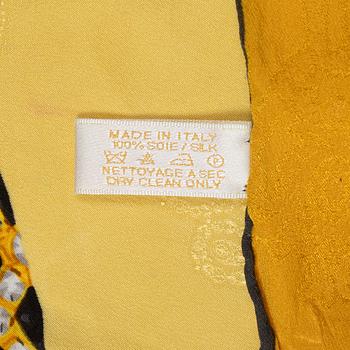 MADE IN ITALY
100% SOIE / SILK
P
NETTOYAGE A SEC
DRY CLEAN ONLY